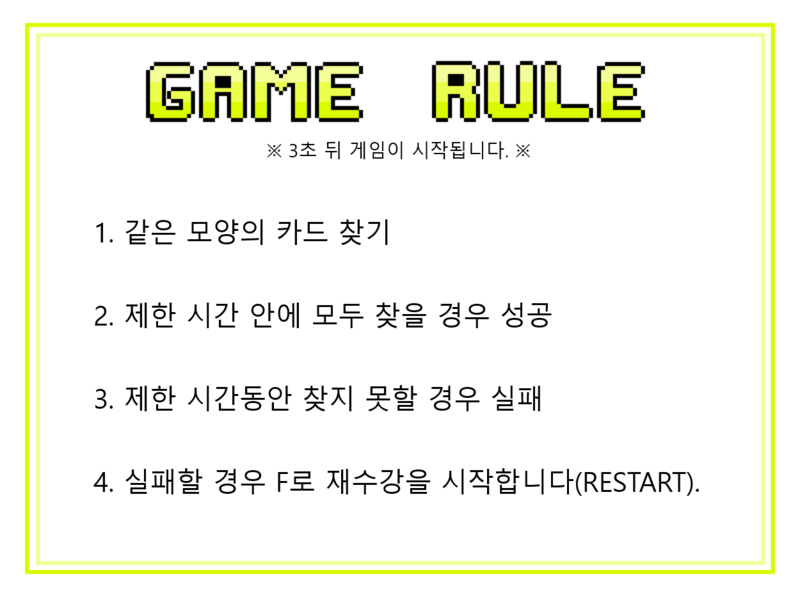 GAME RULE
※ 3초 뒤 게임이 시작됩니다. ※
1. 같은 모양의 카드 찾기
2. 제한 시간 안에 모두 찾을 경우 성공
3. 제한 시간동안 찾지 못할 경우 실패
4. 실패할 경우 F로 재수강을 시작합니다(RESTART).